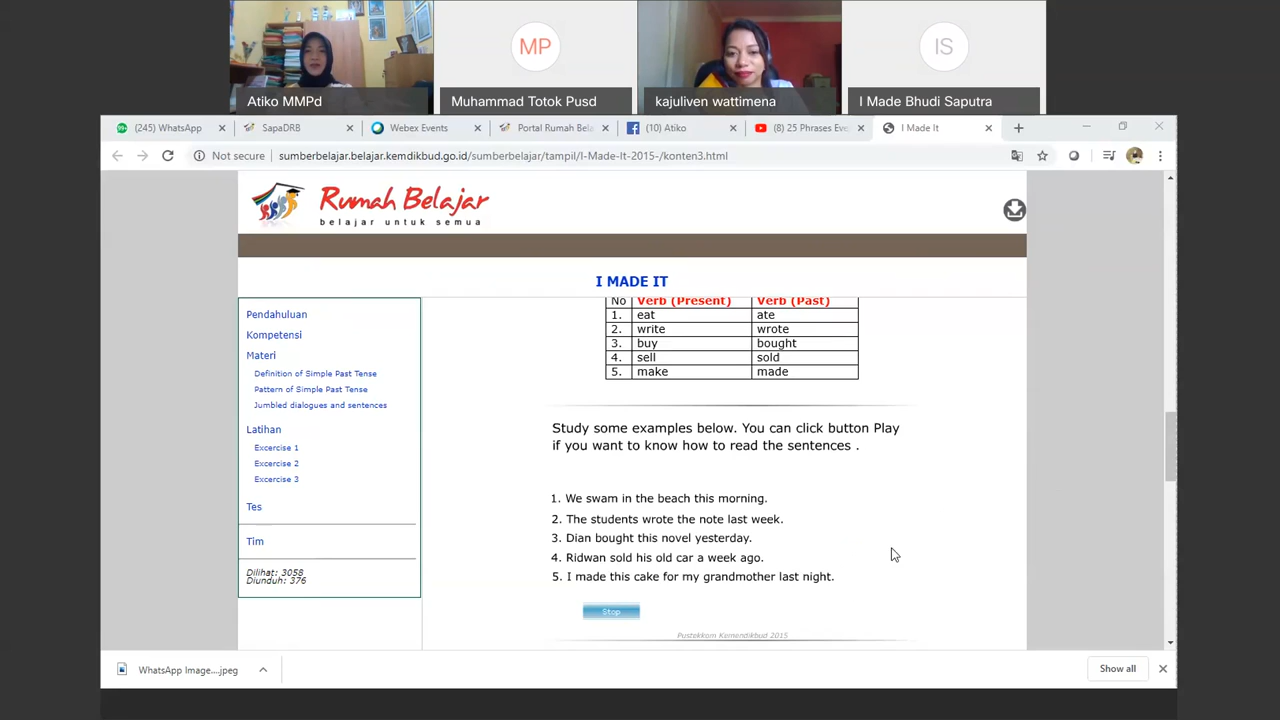 MP
IS
Atiko MMPd
Muhammad Totok Pusd
kajuliven wattimena
I Made Bhudi Saputra
99+ (245) WhatsApp
SapaDRB
Webex Events
Portal Rumah Bela
(10) Atiko
(8) 25 Phrases Eve
I Made It
Not secure
sumberbelajar.belajar.kemdikbud.go.id/sumberbelajar/tampil/I-Made-It-2015-/konten3.html
Rumah Belajar
belajar untuk semua
I MADE IT
Pendahuluan
Kompetensi
Materi
Definition of Simple Past Tense
Pattern of Simple Past Tense
Jumbled dialogues and sentences
Latihan
Excercise 1
Excercise 2
Excercise 3
Tes
Tim
Dilihat: 3058
Diunduh: 376
No Verb (Present) Verb (Past)
1. eat ate
2. write wrote
3. buy bought
4. sell sold
5. make made
Study some examples below. You can click button Play
if you want to know how to read the sentences .
1. We swam in the beach this morning.
2. The students wrote the note last week.
3. Dian bought this novel yesterday.
4. Ridwan sold his old car a week ago.
5. I made this cake for my grandmother last night.
Stop
Pustekkom Kemendikbud 2015
WhatsApp Image....jpeg
Show all